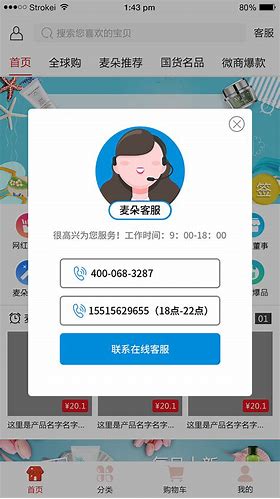 Strokei 1:43 pm 80%
搜索您喜欢的宝贝 客服
首页 全球购 麦朵推荐 国货名品 微商爆款
签
麦朵客服
很高兴为您服务！工作时间：9：00-18：00
网红 董事
400-068-3287
麦朵 爆品
15515629655（18点-22点）
麦 01
联系在线客服
¥20.1 ¥20.1 ¥20.1
这里是产品名字名字... 这里是产品名字名字... 这里是产品名字名字...
首页 分类 购物车 我的